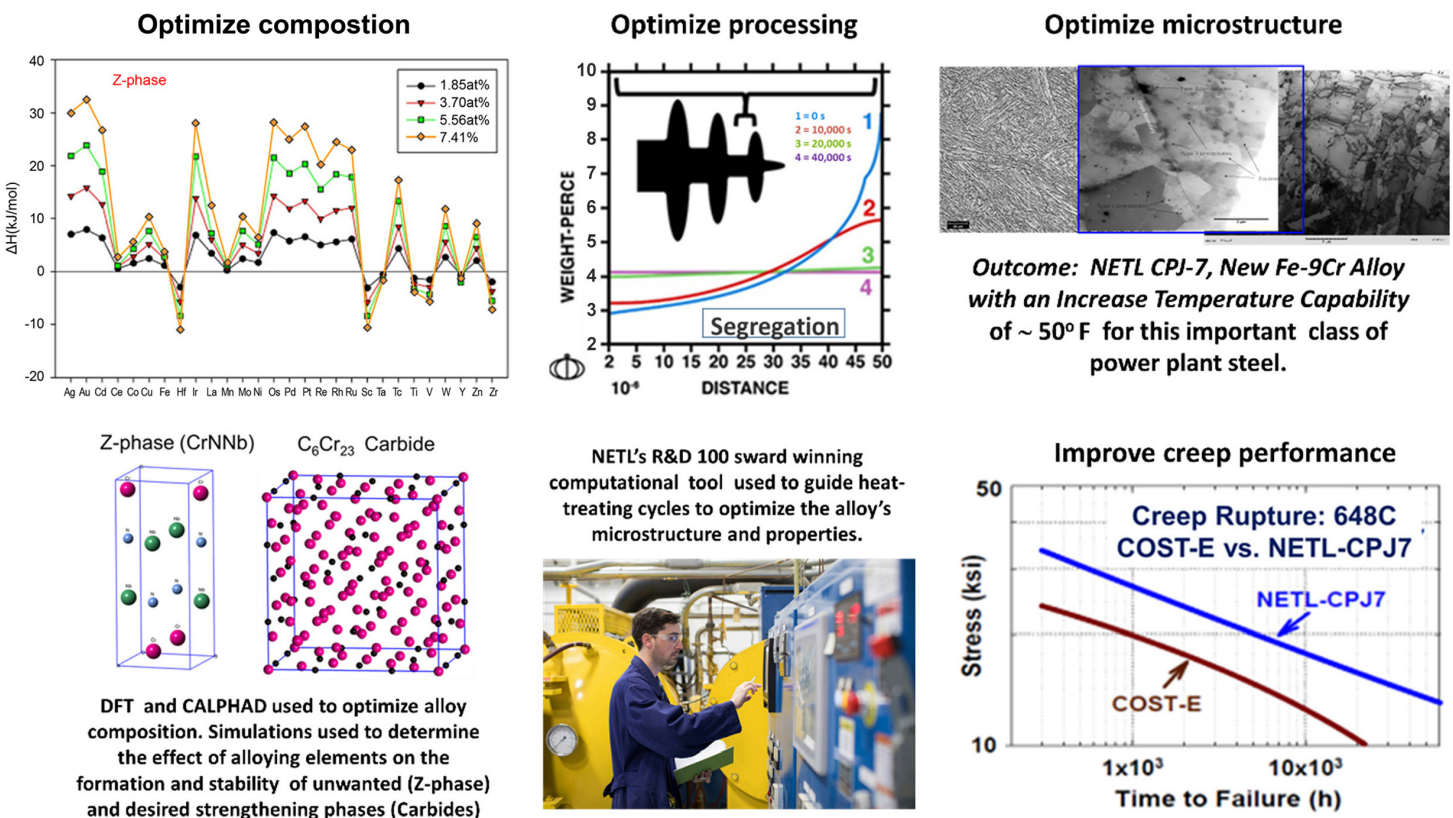 Optimize compostion
Z-phase
1.85at%
3.70at%
5.56at%
7.41%
ΔH(kJ/mol)
40
30
20
10
0
-10
-20
Ag Au Cd Ce Co Cu Fe Hf Ir La Mn Mo Ni Os Pd Pt Re Rh Ru Sc Ta Tc Ti V W Y Zn Zr
Z-phase (CrNNb)
C6Cr23 Carbide
Cr
Cr
N
Nb
Nb
N
Nb
N
N
Nb
Cr
Cr
DFT and CALPHAD used to optimize alloy
composition. Simulations used to determine
the effect of alloying elements on the
formation and stability of unwanted (Z-phase)
and desired strengthening phases (Carbides)
Optimize processing
WEIGHT-PERCE
10
9
8
7
6
5
4
3
2
1 = 0 s
2 = 10,000 s
3 = 20,000 s
4 = 40,000 s
1
2
3
4
Segregation
2 5 10 15 20 25 30 35 40 45 50
10⁻⁶
DISTANCE
NETL's R&D 100 sward winning
computational tool used to guide heat-
treating cycles to optimize the alloy's
microstructure and properties.
Optimize microstructure
Outcome: NETL CPJ-7, New Fe-9Cr Alloy
with an Increase Temperature Capability
of ~ 50º F for this important class of
power plant steel.
Improve creep performance
Creep Rupture: 648C
COST-E vs. NETL-CPJ7
NETL-CPJ7
COST-E
Stress (ksi)
50
10
1x10³ 10x10³
Time to Failure (h)